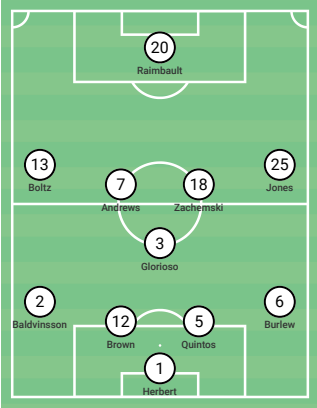 20
Raimbault
13
Boltz
25
Jones
7
Andrews
18
Zachemski
3
Glorioso
2
Baldvinsson
6
Burlew
12
Brown
5
Quintos
1
Herbert